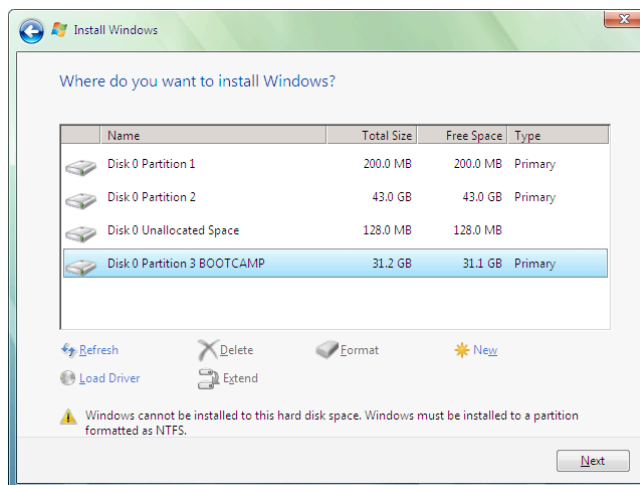 Install Windows
Where do you want to install Windows?
Name Total Size Free Space Type
Disk 0 Partition 1 200.0 MB 200.0 MB Primary
Disk 0 Partition 2 43.0 GB 43.0 GB Primary
Disk 0 Unallocated Space 128.0 MB 128.0 MB
Disk 0 Partition 3 BOOTCAMP 31.2 GB 31.1 GB Primary
Refresh Delete Format New
Load Driver Extend
Windows cannot be installed to this hard disk space. Windows must be installed to a partition
formatted as NTFS.
Next